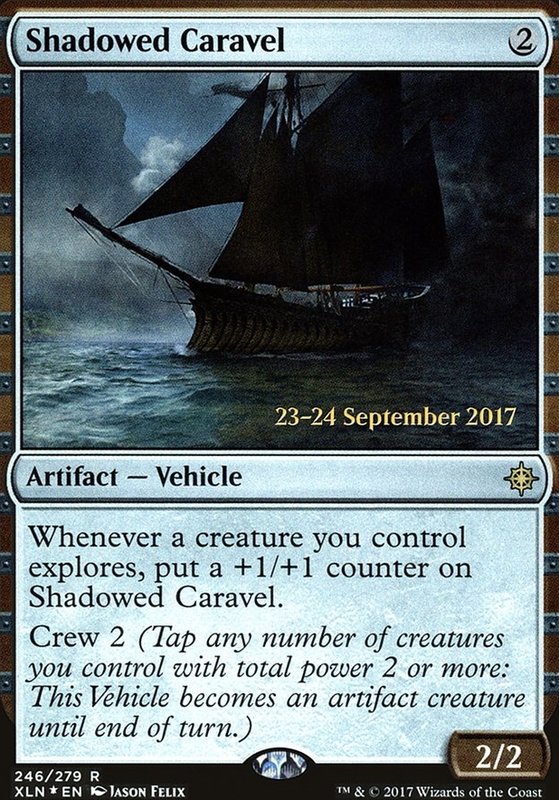 Shadowed Caravel 2
23–24 September 2017
Artifact — Vehicle
Whenever a creature you control
explores, put a +1/+1 counter on
Shadowed Caravel.
Crew 2 (Tap any number of creatures
you control with total power 2 or more:
This Vehicle becomes an artifact creature
until end of turn.)
2/2
246/279 R
XLN ★ EN Jason Felix
™ & © 2017 Wizards of the Coast